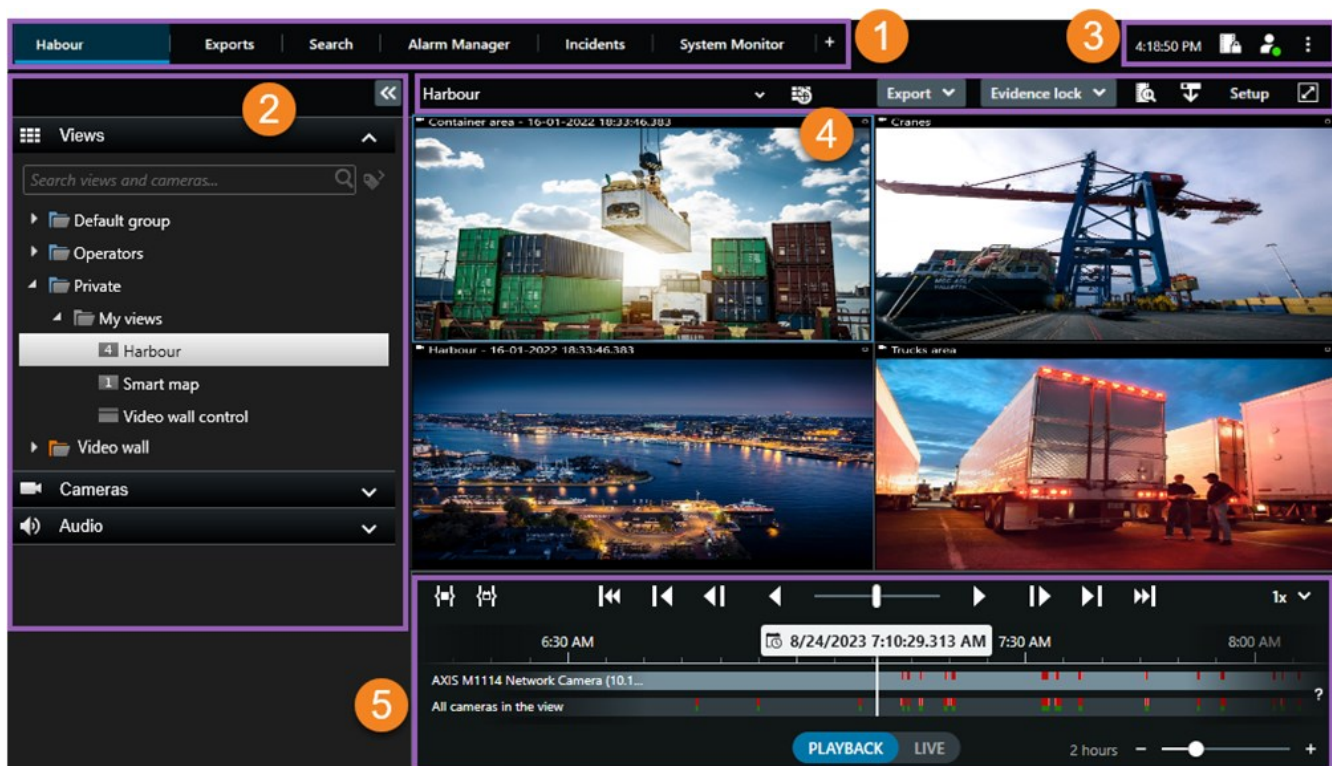 Habour Exports Search Alarm Manager Incidents System Monitor + 1 3 4:18:50 PM
2 Harbour Export Evidence lock Setup
Views
Search views and cameras...
Default group
Operators
Private
My views
4 Harbour
1 Smart map
Video wall control
Video wall
Cameras
Audio
Container area - 16-01-2022 18:33:46.383
4
Cranes
Harbour - 16-01-2022 18:33:46.383
Trucks area
1x
6:30 AM 8/24/2023 7:10:29.313 AM 7:30 AM 8:00 AM
AXIS M1114 Network Camera (10.1...
?
5
All cameras in the view
PLAYBACK LIVE 2 hours - +